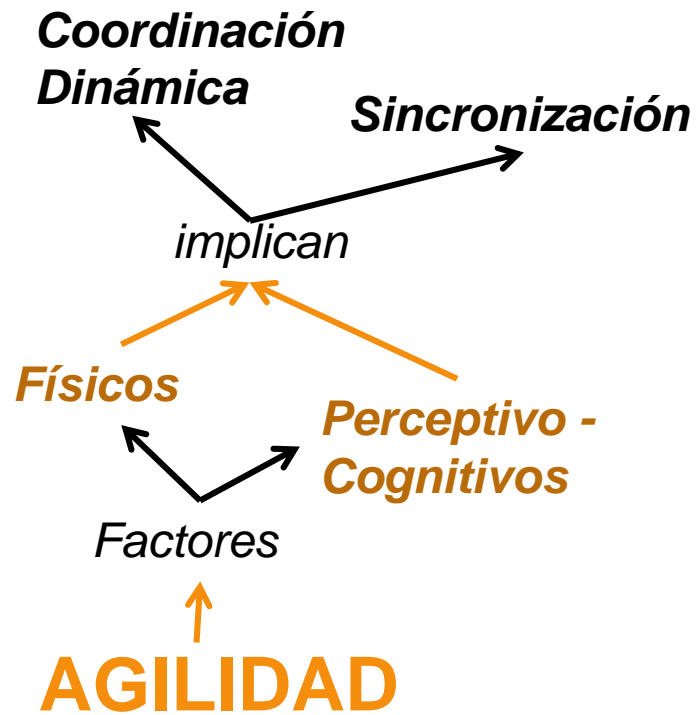 Coordinación
Dinámica
Sincronización
implican
Físicos
Perceptivo -
Cognitivos
Factores
AGILIDAD